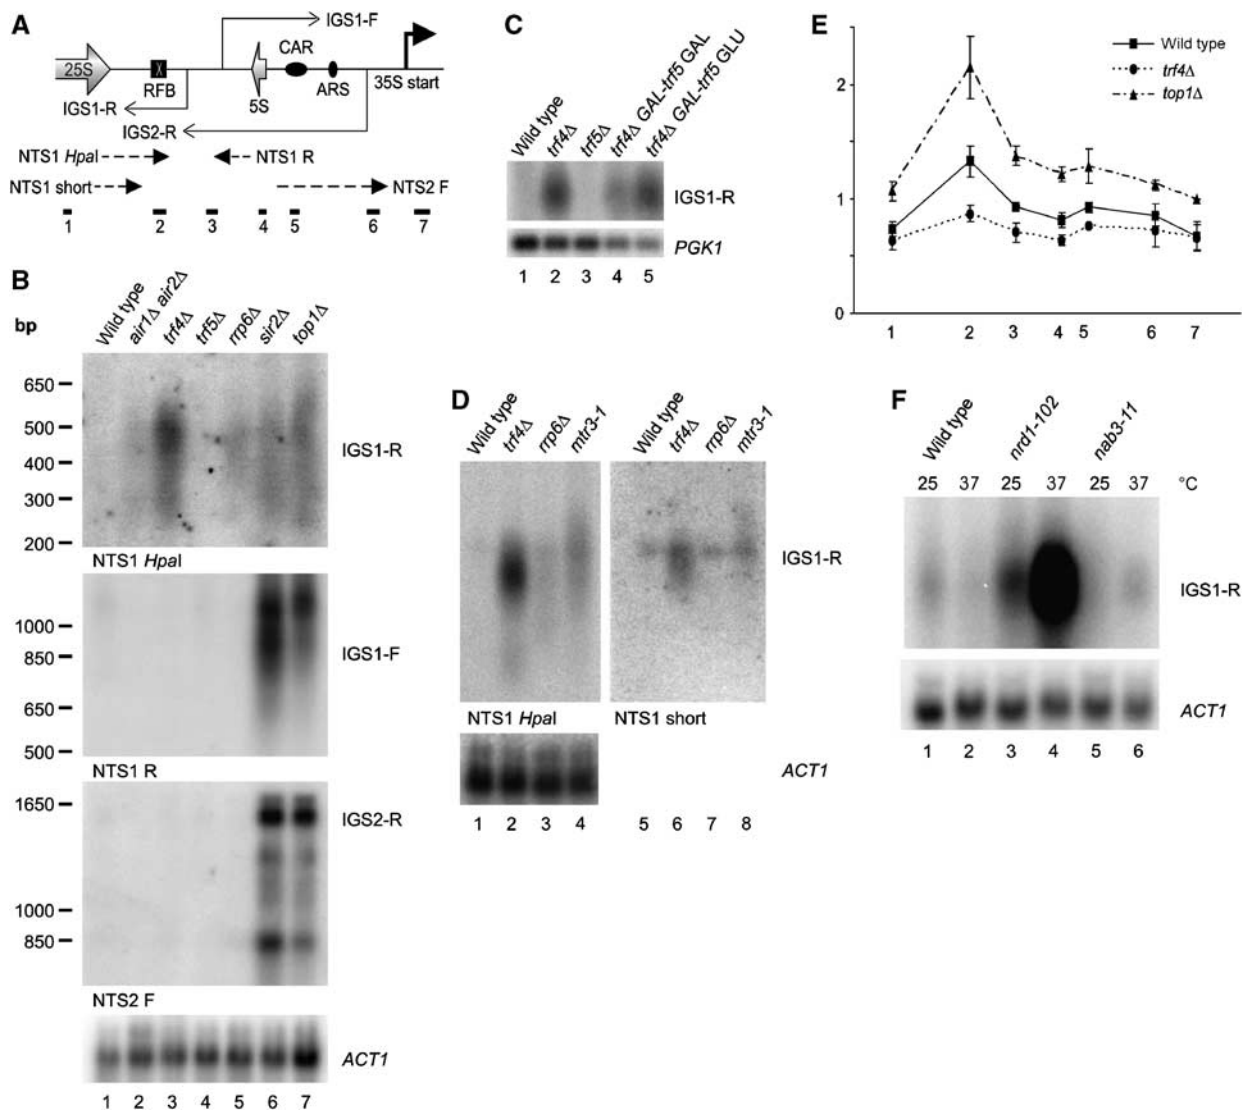 A
IGS1-F
25S
RFB
CAR
5S
ARS
35S start
IGS1-R
IGS2-R
NTS1 HpaI
NTS1 R
NTS1 short
NTS2 F
1 2 3 4 5 6 7
B
bp
Wild type air1Δ air2Δ trf4Δ trf5Δ rrp6Δ sir2Δ top1Δ
650
500
400
300
200
IGS1-R
NTS1 HpaI
1000
850
650
500
IGS1-F
NTS1 R
1650
1000
850
IGS2-R
NTS2 F
ACT1
1 2 3 4 5 6 7
C
Wild type trf4Δ trf5Δ trf4Δ GAL-trf5 GAL trf4Δ GAL-trf5 GLU
IGS1-R
PGK1
1 2 3 4 5
D
Wild type trf4Δ rrp6Δ mtr3-1 Wild type trf4Δ rrp6Δ mtr3-1
IGS1-R
NTS1 HpaI NTS1 short
ACT1
1 2 3 4 5 6 7 8
E
Wild type
trf4Δ
top1Δ
2
1
0
1 2 3 4 5 6 7
F
Wild type nrd1-102 nab3-11
25 37 25 37 25 37 °C
IGS1-R
ACT1
1 2 3 4 5 6